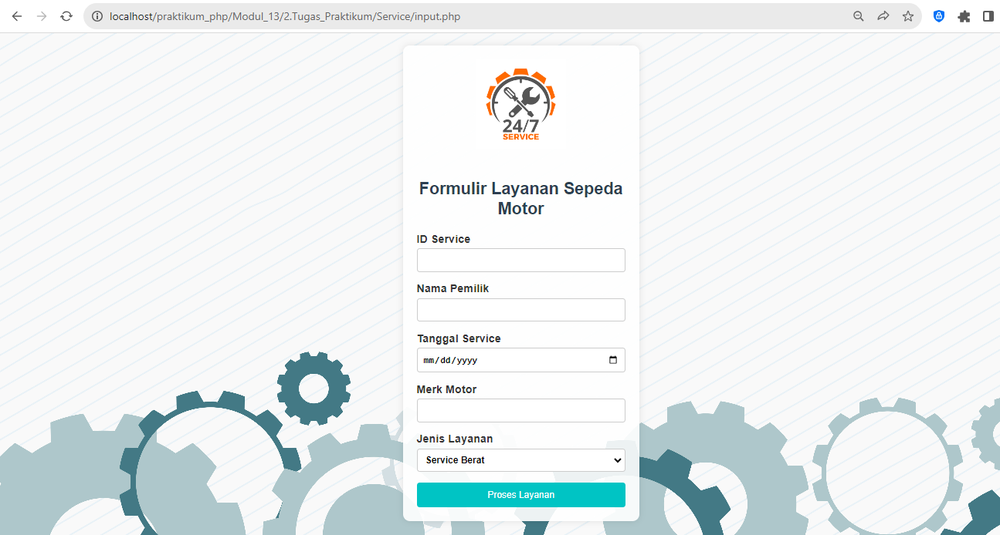 localhost/praktikum_php/Modul_13/2.Tugas_Praktikum/Service/input.php
24/7
SERVICE
Formulir Layanan Sepeda
Motor
ID Service
Nama Pemilik
Tanggal Service
mm/dd/yyyy
Merk Motor
Jenis Layanan
Service Berat
Proses Layanan